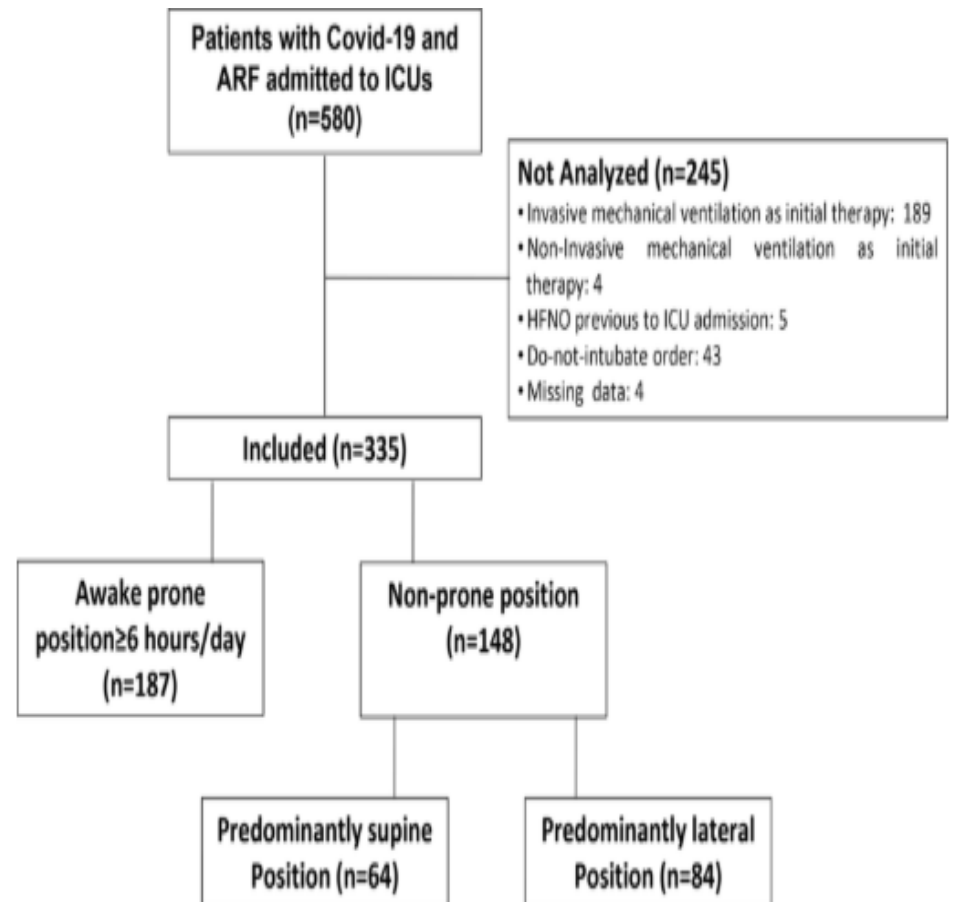 Patients with Covid-19 and
ARF admitted to ICUs
(n=580)
Not Analyzed (n=245)
• Invasive mechanical ventilation as initial therapy: 189
• Non-Invasive mechanical ventilation as initial
therapy: 4
• HFNO previous to ICU admission: 5
• Do-not-intubate order: 43
• Missing data: 4
Included (n=335)
Awake prone
position≥6 hours/day
(n=187)
Non-prone position
(n=148)
Predominantly supine
Position (n=64)
Predominantly lateral
Position (n=84)